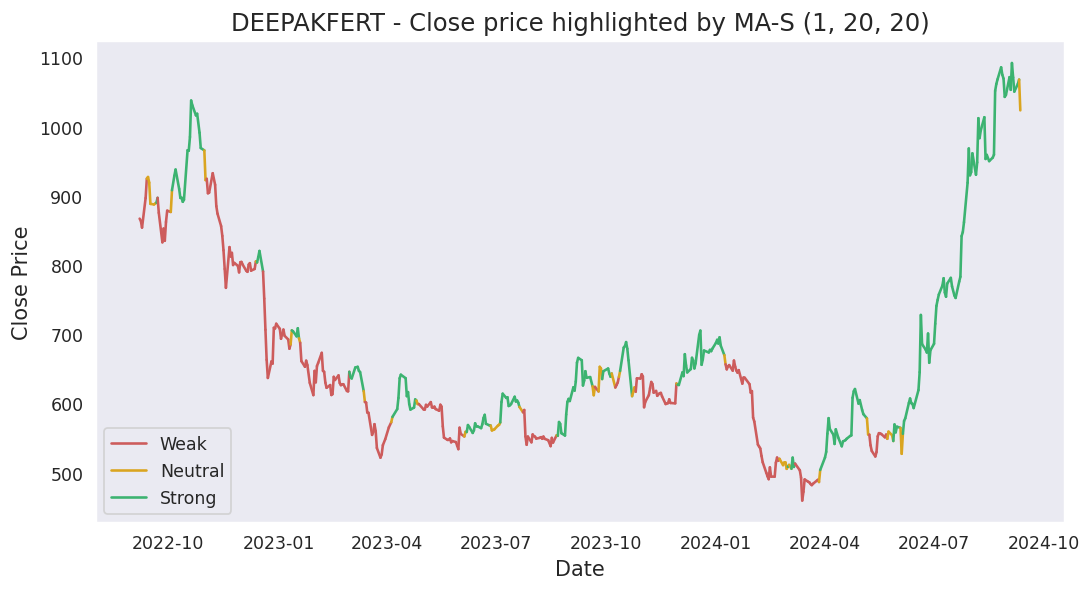 DEEPAKFERT - Close price highlighted by MA-S (1, 20, 20)
1100
1000
900
800
700
600
500
Close Price
Weak
Neutral
Strong
2022-10 2023-01 2023-04 2023-07 2023-10 2024-01 2024-04 2024-07 2024-10
Date